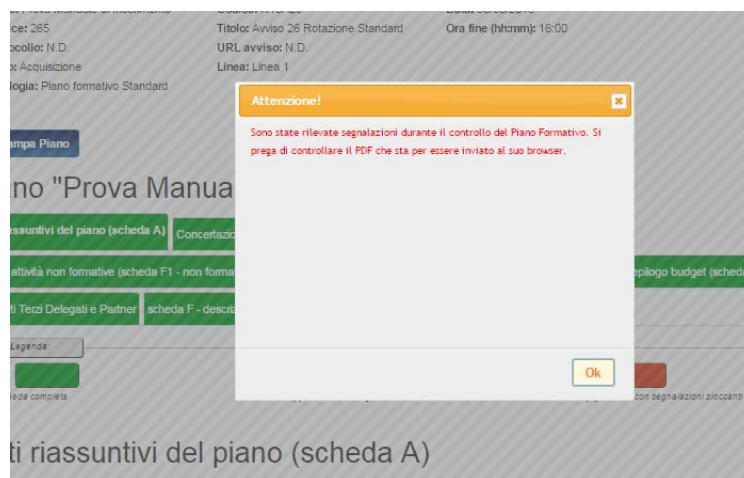 ce: 265
Titolo: Avviso 26 Rotazione Standard
Ora fine (hh:mm): 16:00
ocollo: N.D.
URL avviso: N.D.
o: Acquisizione
Linea: Linea 1
logia: Piano formativo Standard
Attenzione!
Sono state rilevate segnalazioni durante il controllo del Piano Formativo. Si
prega di controllare il PDF che sta per essere inviato al suo browser.
ampa Piano
no "Prova Manua
assuntivi del piano (scheda A)
Concertazio
attività non formative (scheda F1 - non forma
epilogo budget (sched
ti Terzi Delegati e Partner
scheda F - descriz
Legenda:
Ok
eda completa
con segnalazioni bloccanti
ti riassuntivi del piano (scheda A)